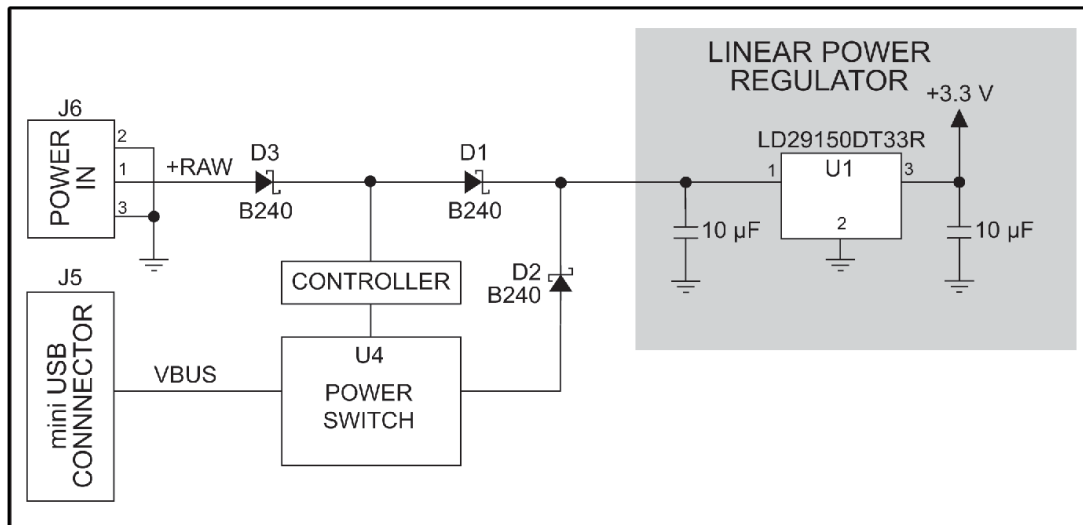 LINEAR POWER
REGULATOR
+3.3 V
LD29150DT33R
U1
1
3
2
10 µF
10 µF
J6
POWER
IN
2
1
3
+RAW
D3
B240
D1
B240
D2
B240
CONTROLLER
J5
mini USB
CONNNECTOR
VBUS
U4
POWER
SWITCH